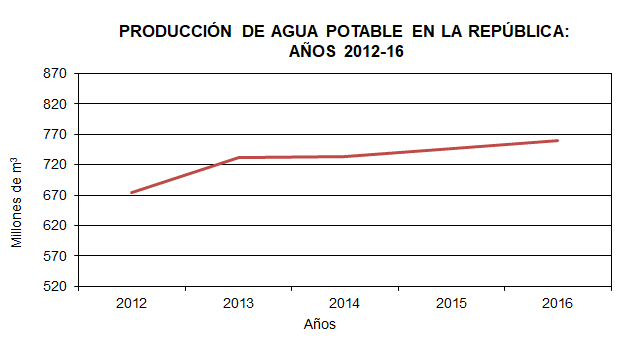 PRODUCCIÓN DE AGUA POTABLE EN LA REPÚBLICA:
AÑOS 2012-16
870
820
770
720
670
620
570
520
Millones de m³
2012 2013 2014 2015 2016
Años